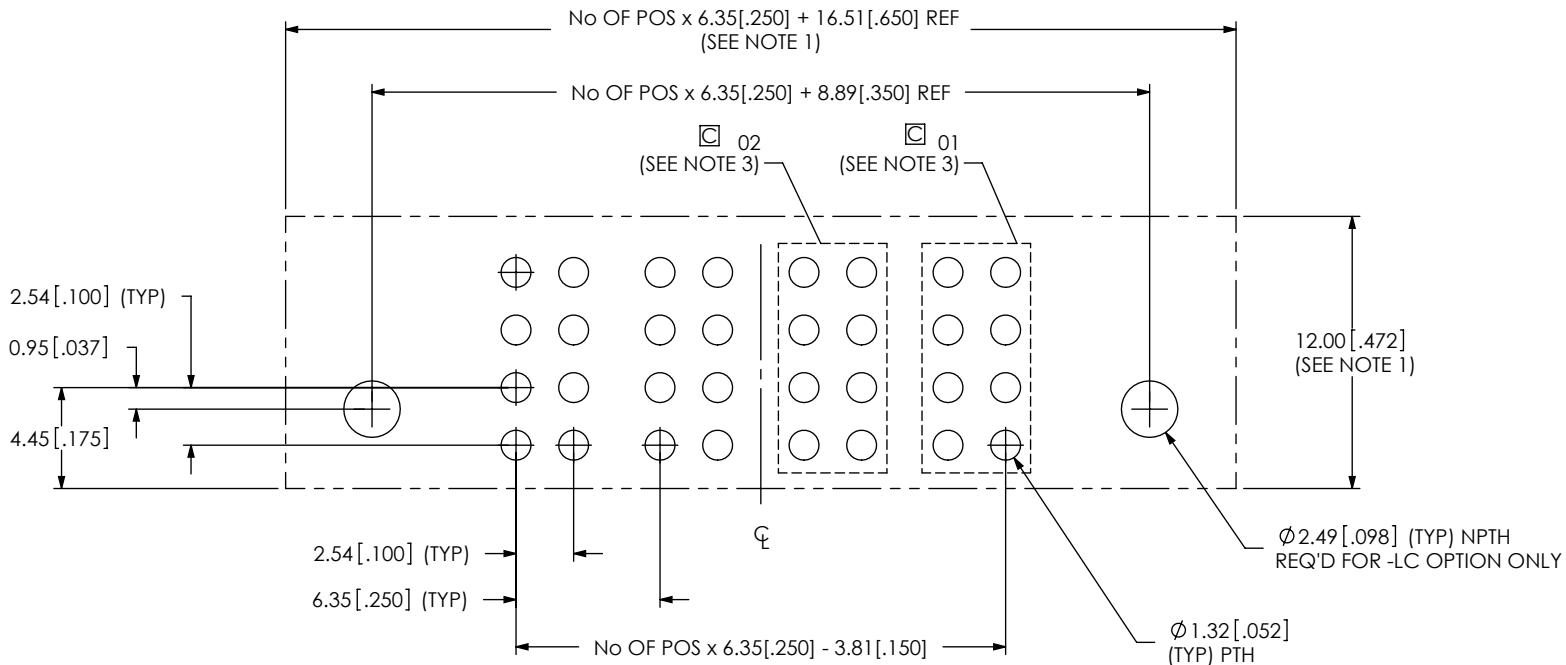 No OF POS x 6.35[.250] + 16.51[.650] REF
(SEE NOTE 1)
No OF POS x 6.35[.250] + 8.89[.350] REF
C 02
(SEE NOTE 3)
C 01
(SEE NOTE 3)
2.54[.100] (TYP)
0.95[.037]
4.45[.175]
12.00[.472]
(SEE NOTE 1)
℄
2.54[.100] (TYP)
6.35[.250] (TYP)
No OF POS x 6.35[.250] - 3.81[.150]
Ø2.49[.098] (TYP) NPTH
REQ'D FOR -LC OPTION ONLY
Ø1.32[.052]
(TYP) PTH